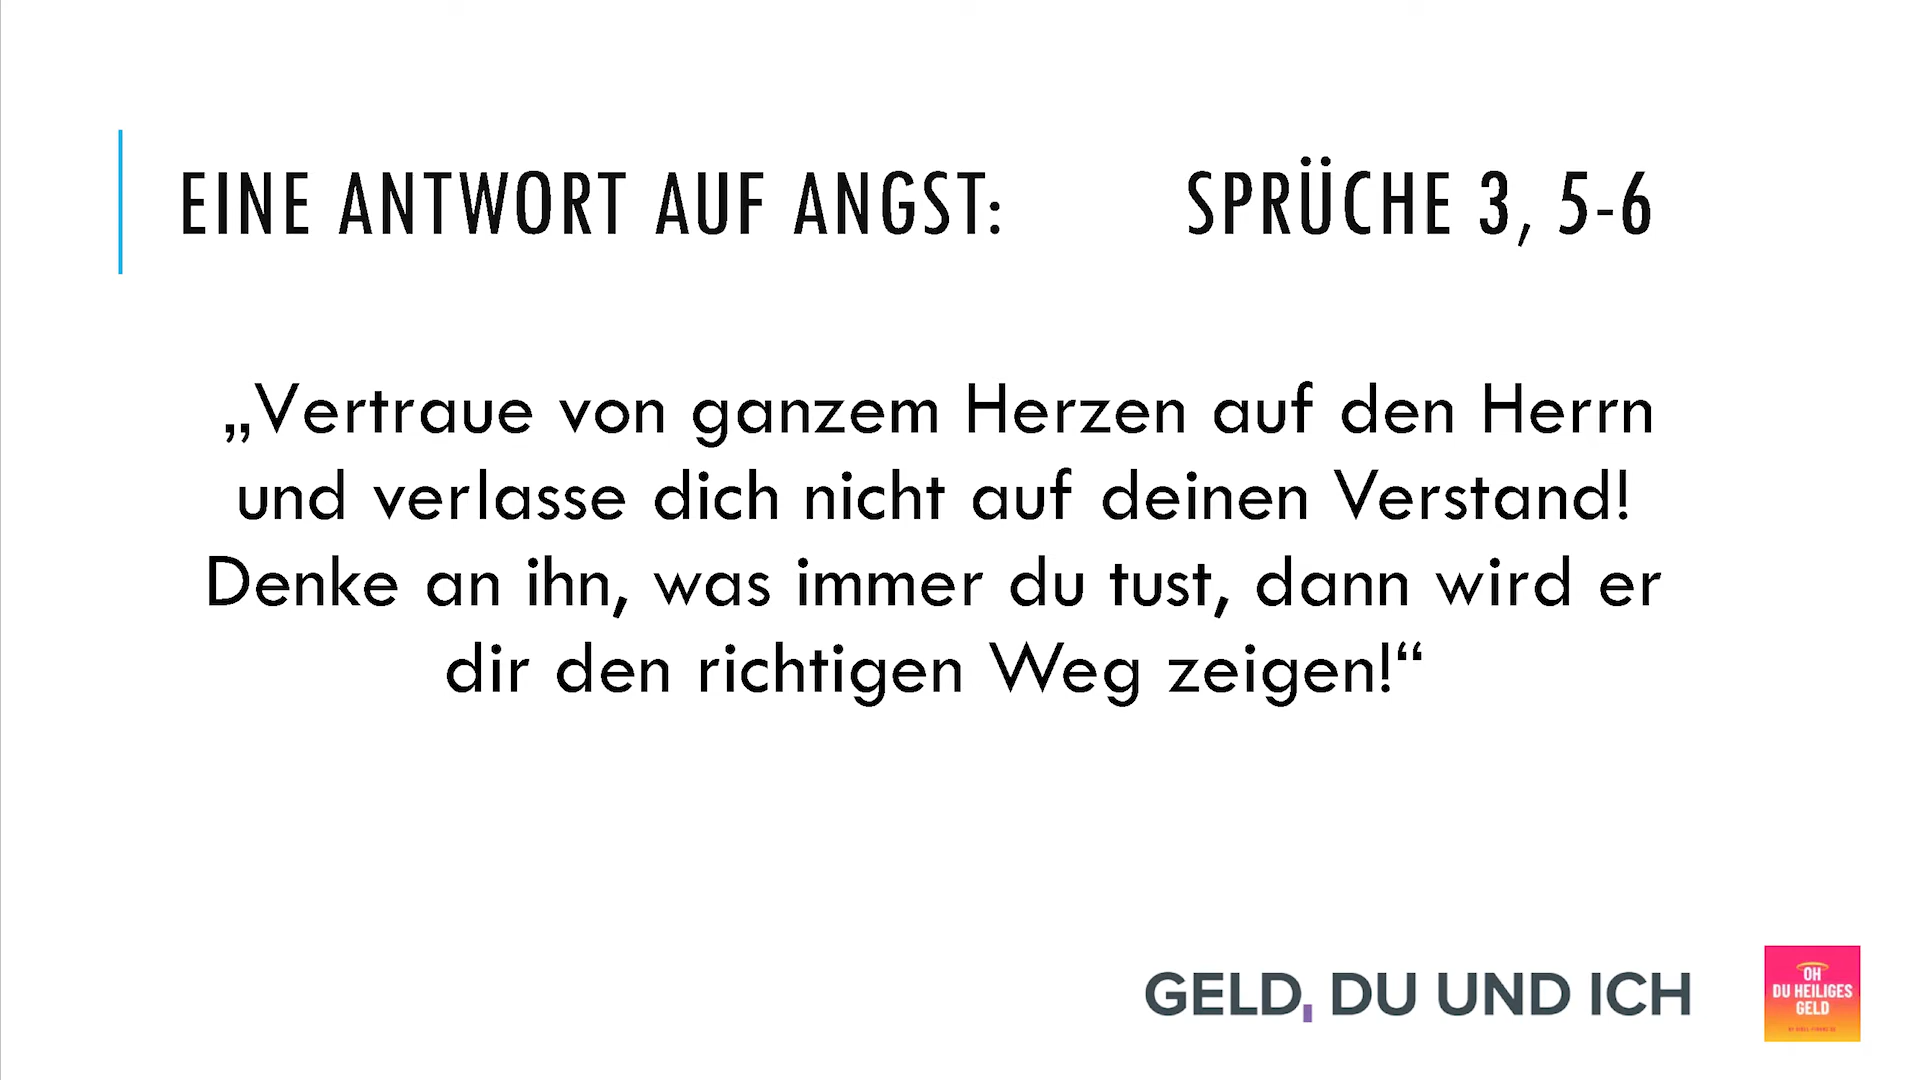 EINE ANTWORT AUF ANGST: SPRÜCHE 3, 5-6
„Vertraue von ganzem Herzen auf den Herrn
und verlasse dich nicht auf deinen Verstand!
Denke an ihn, was immer du tust, dann wird er
dir den richtigen Weg zeigen!“
GELD, DU UND ICH
OH
DU HEILIGES
GELD